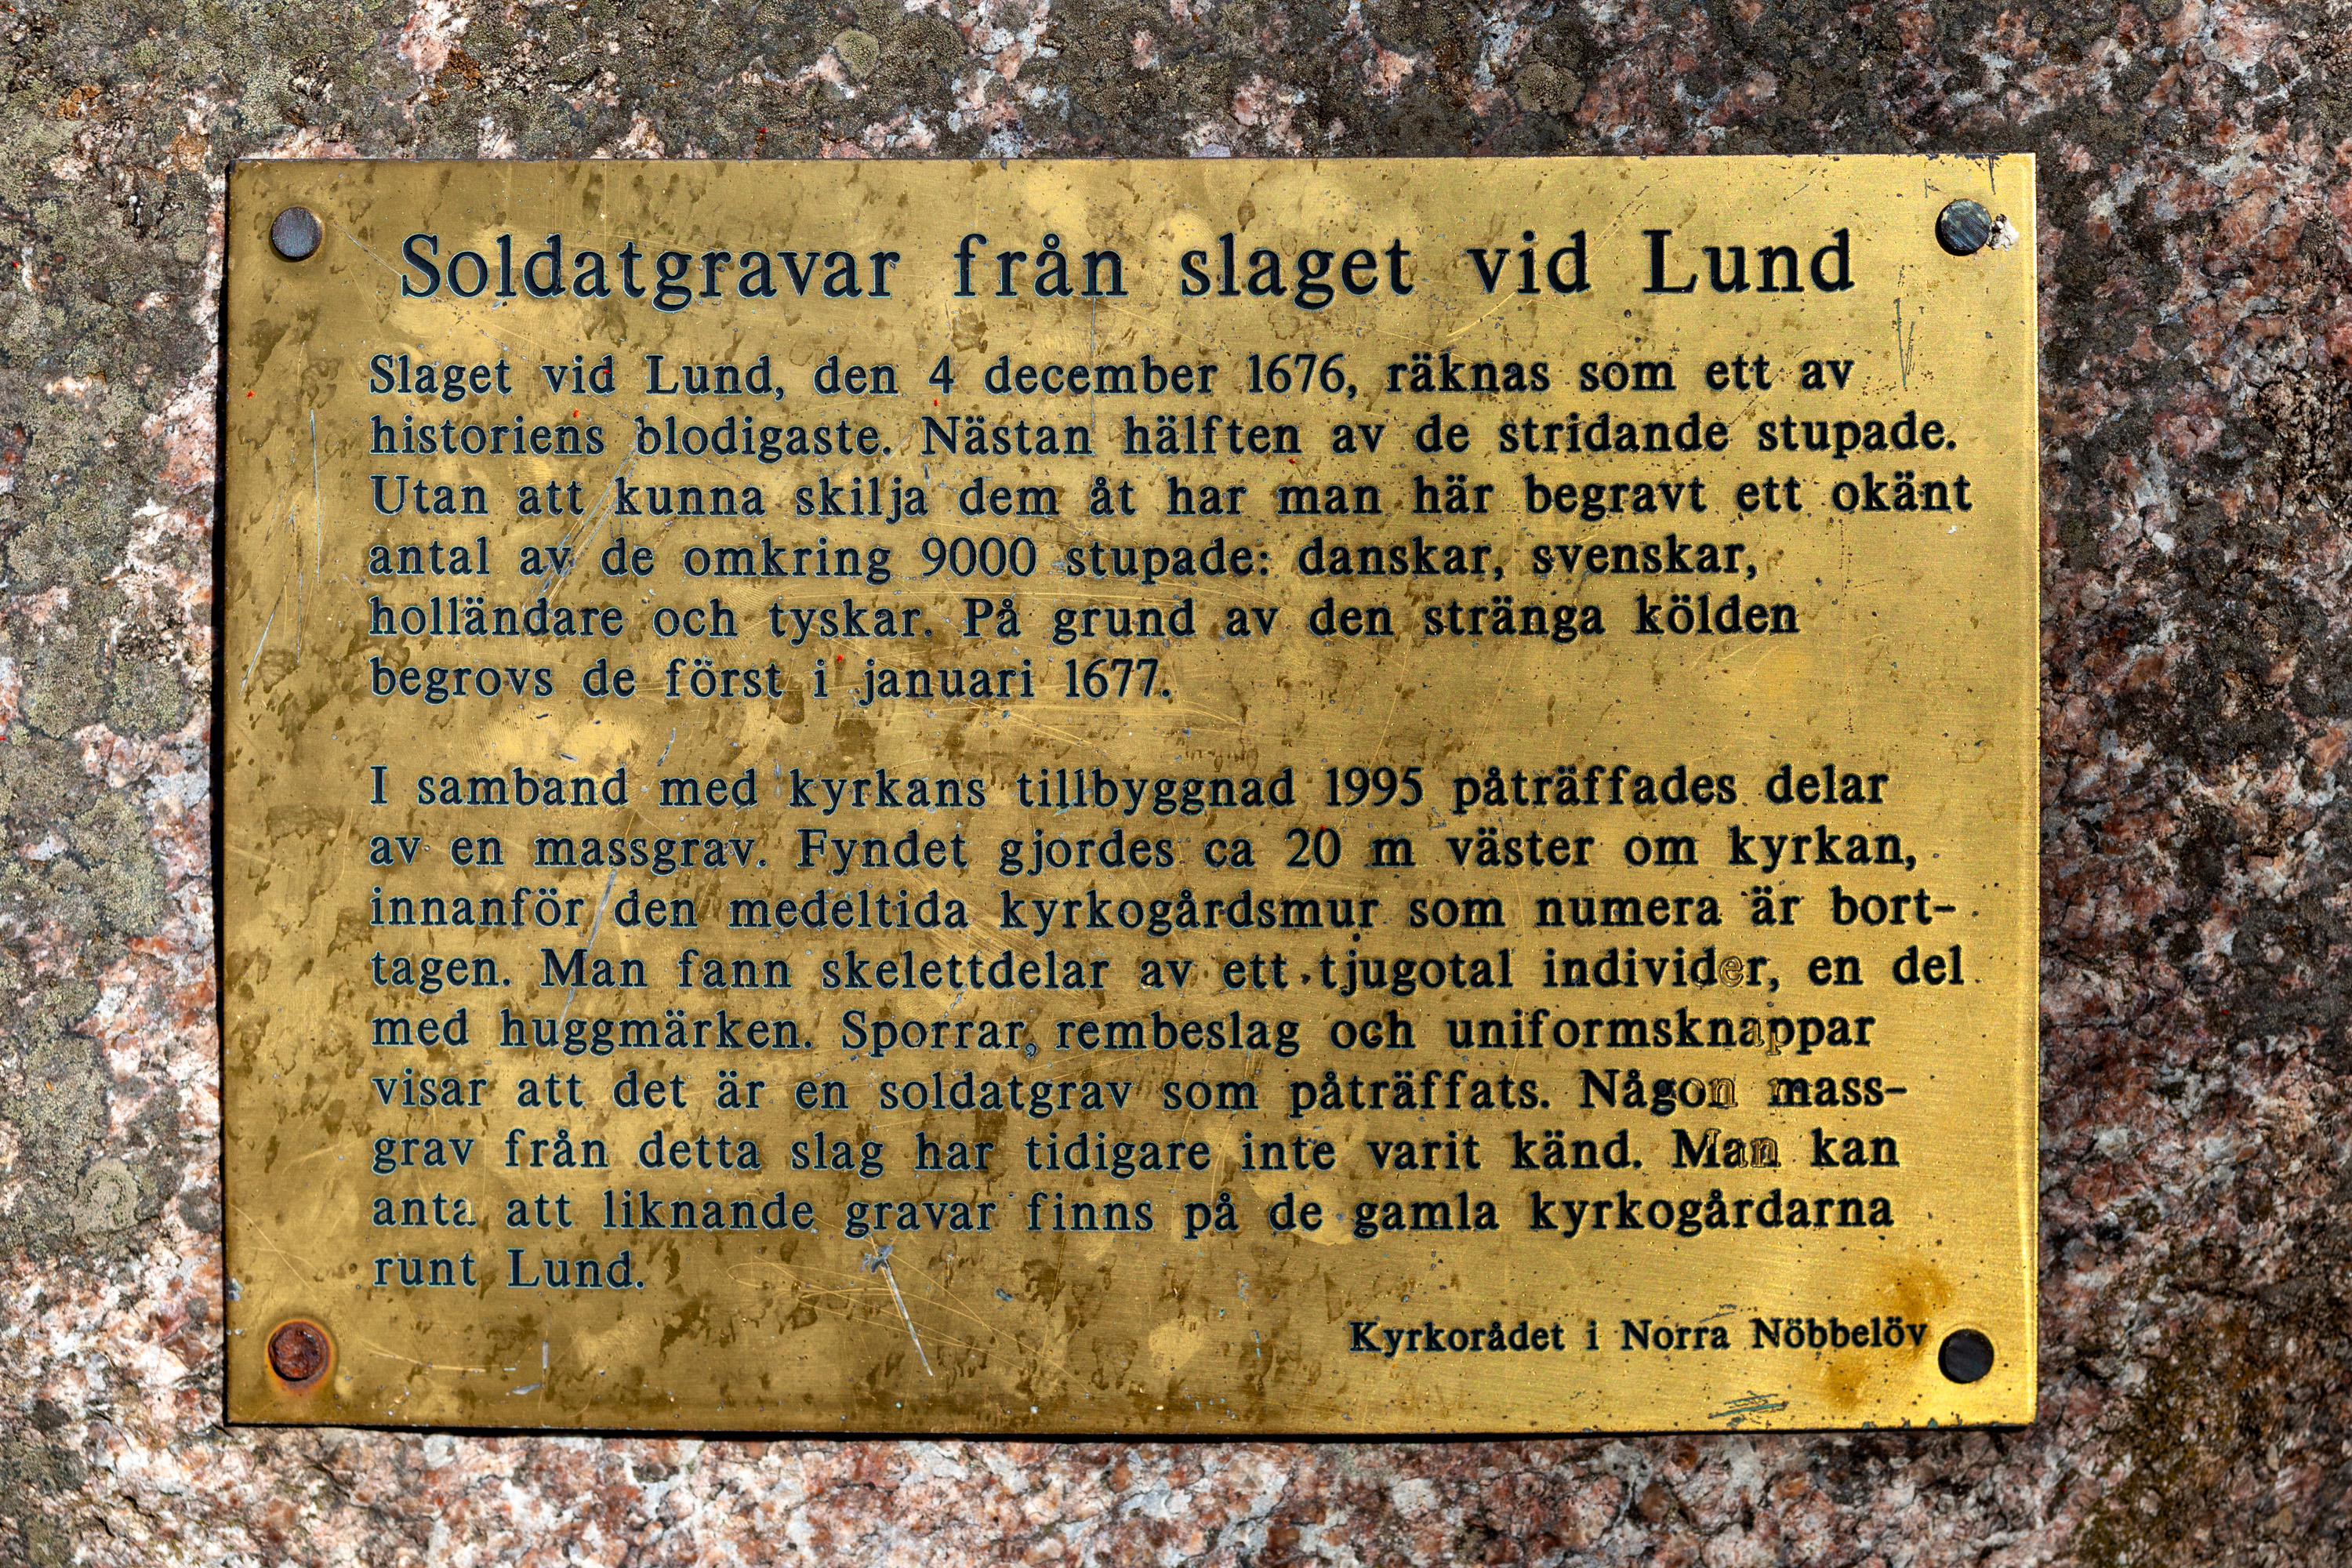 Soldatgravar från slaget vid Lund
Slaget vid Lund, den 4 december 1676, räknas som ett av
historiens blodigaste. Nästan hälften av de stridande stupade.
Utan att kunna skilja dem åt har man här begravt ett okänt
antal av de omkring 9000 stupade: danskar, svenskar,
holländare och tyskar. På grund av den stränga kölden
begrovs de först i januari 1677.
I samband med kyrkans tillbyggnad 1995 påträffades delar
av en massgrav. Fyndet gjordes ca 20 m väster om kyrkan,
innanför den medeltida kyrkogårdsmur som numera är bort-
tagen. Man fann skelettdelar av ett tjugotal individer, en del
med huggmärken. Sporrar, rembeslag och uniformsknappar
visar att det är en soldatgrav som påträffats. Någon mass-
grav från detta slag har tidigare inte varit känd. Man kan
anta att liknande gravar finns på de gamla kyrkogårdarna
runt Lund.
Kyrkorådet i Norra Nöbbelöv